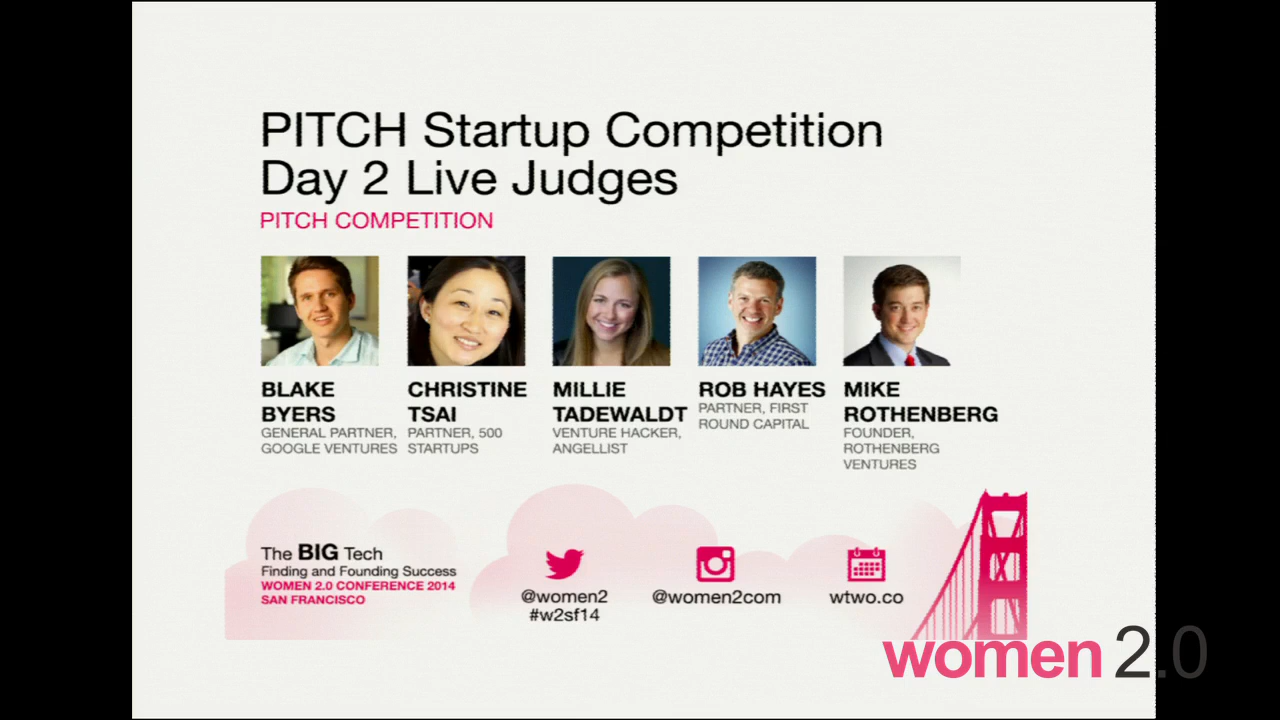 PITCH Startup Competition
Day 2 Live Judges
PITCH COMPETITION
BLAKE
BYERS
GENERAL PARTNER,
GOOGLE VENTURES
CHRISTINE
TSAI
PARTNER, 500
STARTUPS
MILLIE
TADEWALDT
VENTURE HACKER,
ANGELLIST
ROB HAYES
PARTNER, FIRST
ROUND CAPITAL
MIKE
ROTHENBERG
FOUNDER,
ROTHENBERG
VENTURES
The BIG Tech
Finding and Founding Success
WOMEN 2.0 CONFERENCE 2014
SAN FRANCISCO
@women2
#w2sf14
@women2com
wtwo.co
women 2.0